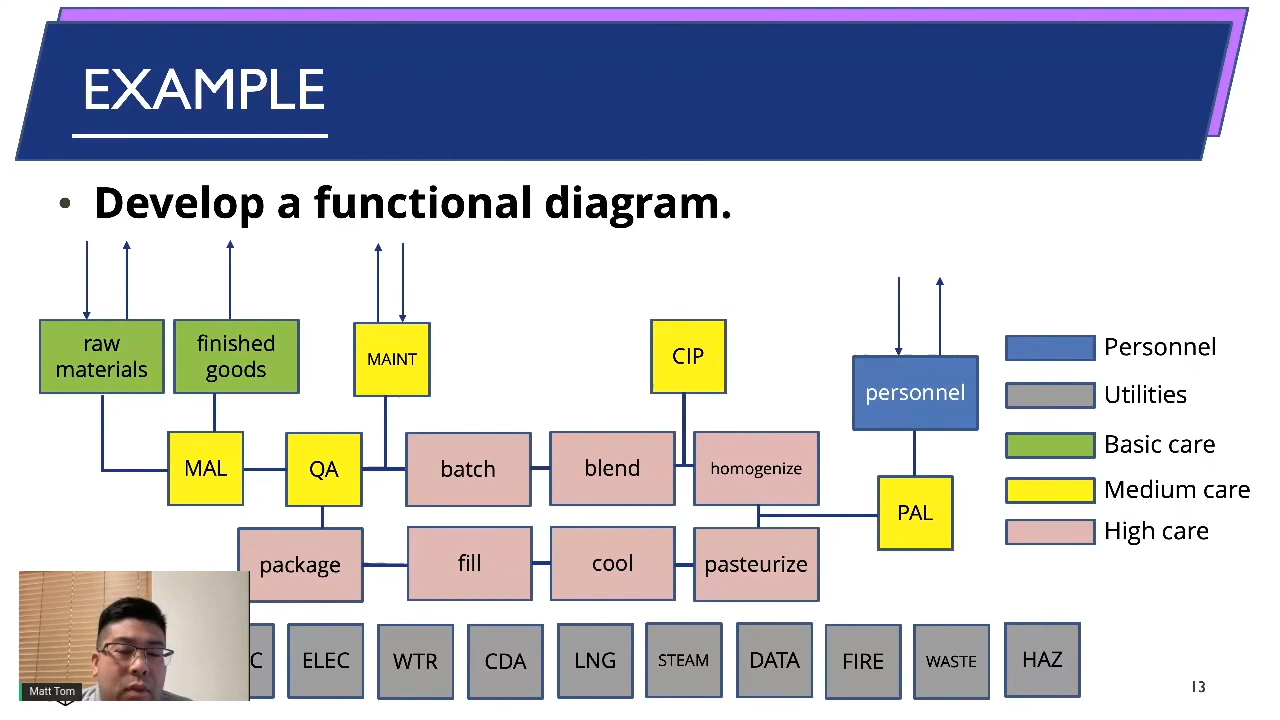 EXAMPLE
• Develop a functional diagram.
raw
materials
finished
goods
MAINT
CIP
personnel
Personnel
Utilities
Basic care
Medium care
High care
MAL
QA
batch
blend
homogenize
PAL
package
fill
cool
pasteurize
C
ELEC
WTR
CDA
LNG
STEAM
DATA
FIRE
WASTE
HAZ
Matt Tom
13